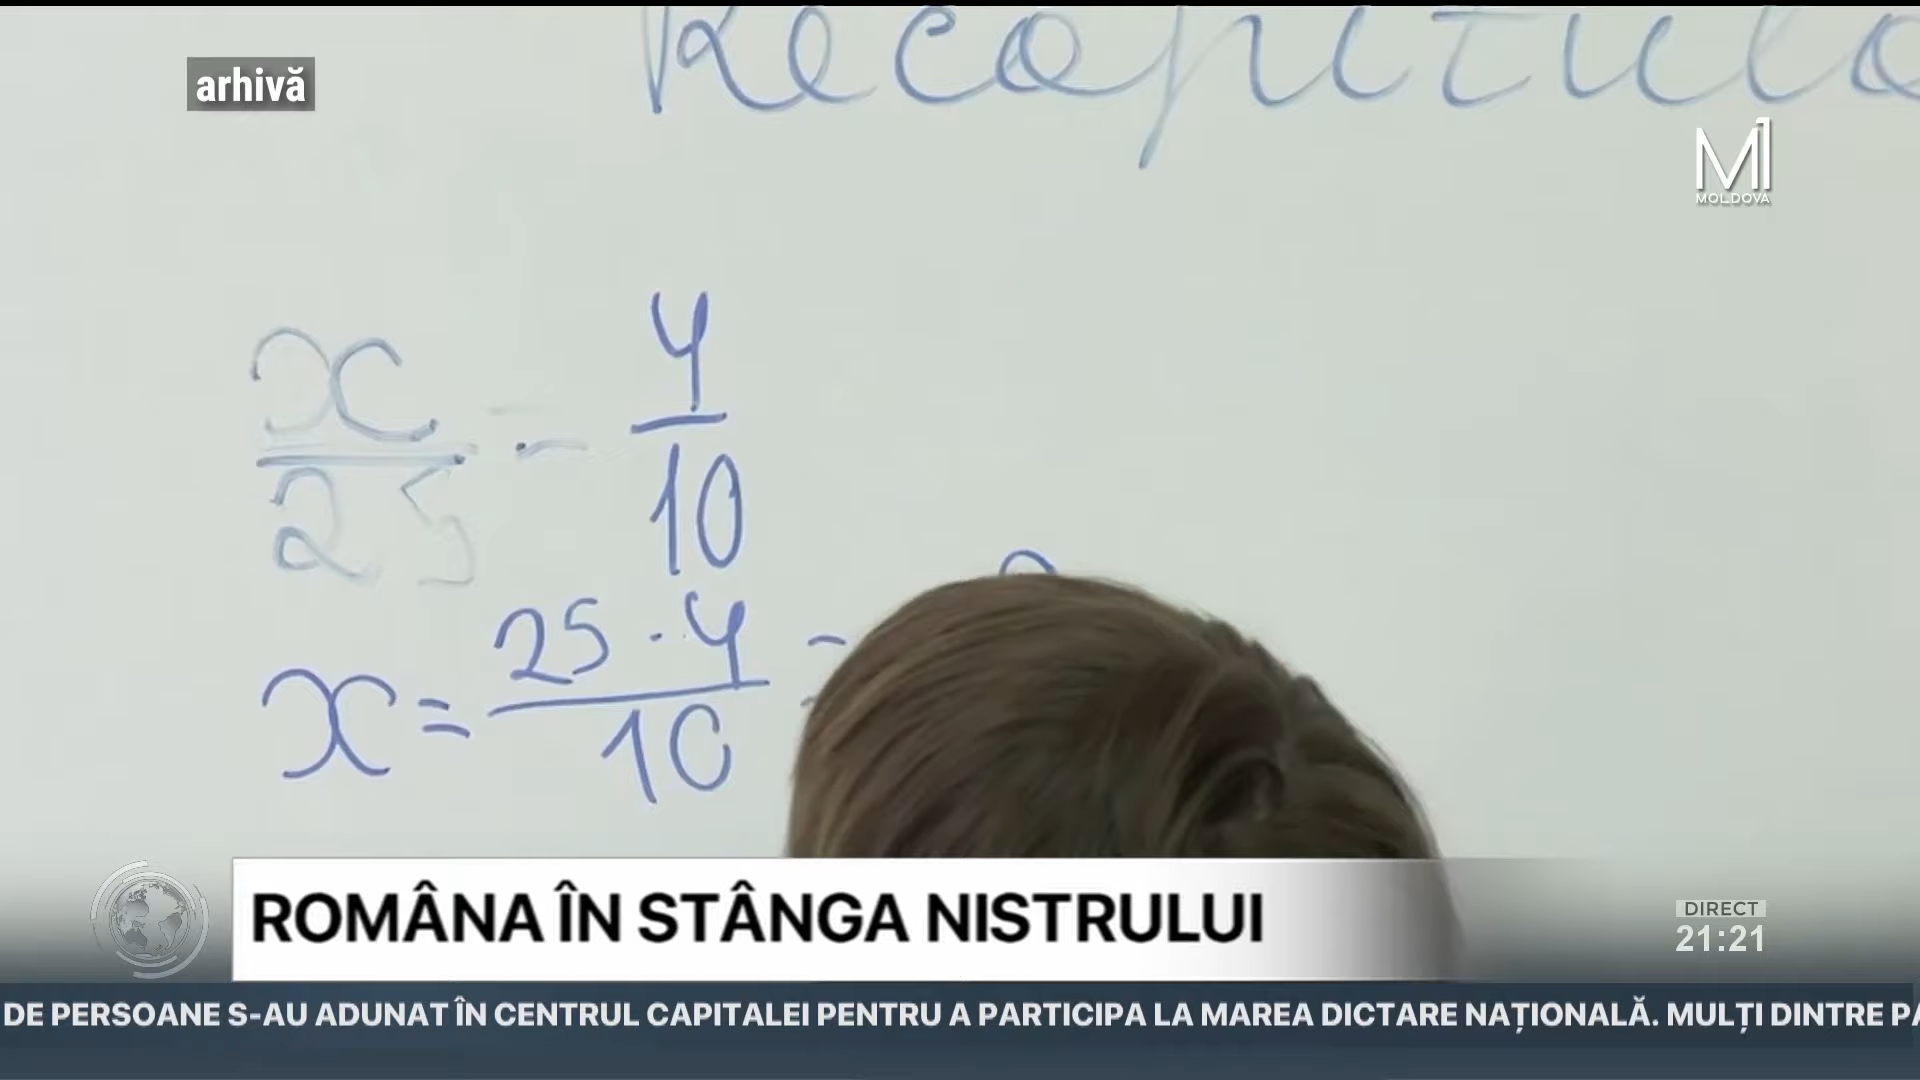 Recapitula
arhivă
M1
MOLDOVA
x/25 = 4/10
x = 25 · 4/10 =
ROMÂNA ÎN STÂNGA NISTRULUI
DIRECT
21:21
DE PERSOANE S-AU ADUNAT ÎN CENTRUL CAPITALEI PENTRU A PARTICIPA LA MAREA DICTARE NAȚIONALĂ. MULȚI DINTRE